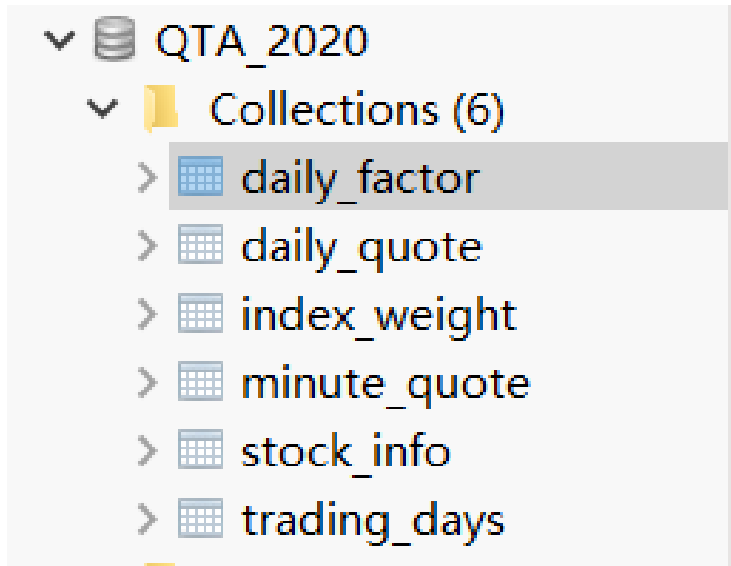 QTA_2020
Collections (6)
daily_factor
daily_quote
index_weight
minute_quote
stock_info
trading_days